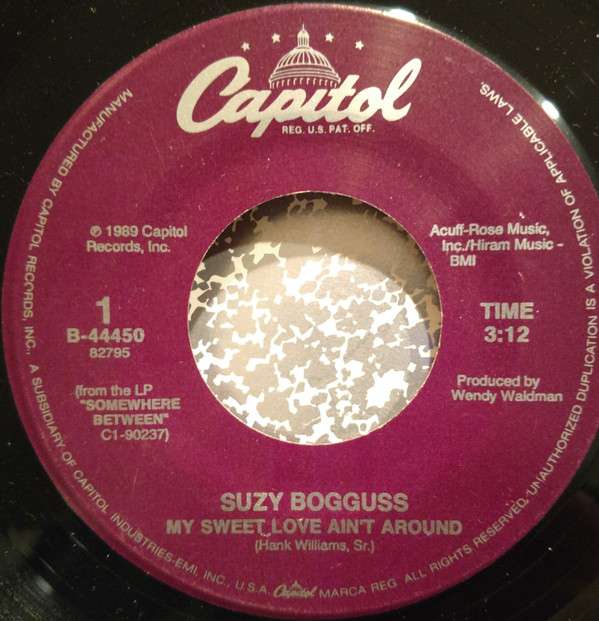 Capitol
REG. U.S. PAT. OFF.
℗ 1989 Capitol
Records, Inc.
Acuff-Rose Music,
Inc./Hiram Music -
BMI
1
B-44450
82795
TIME
3:12
(from the LP
"SOMEWHERE
BETWEEN"
C1-90237)
Produced by
Wendy Waldman
SUZY BOGGUSS
MY SWEET LOVE AIN'T AROUND
(Hank Williams, Sr.)
MANUFACTURED BY CAPITOL RECORDS, INC., A SUBSIDIARY OF CAPITOL INDUSTRIES-EMI, INC., U.S.A. Capitol MARCA REG. ALL RIGHTS RESERVED. UNAUTHORIZED DUPLICATION IS A VIOLATION OF APPLICABLE LAWS.